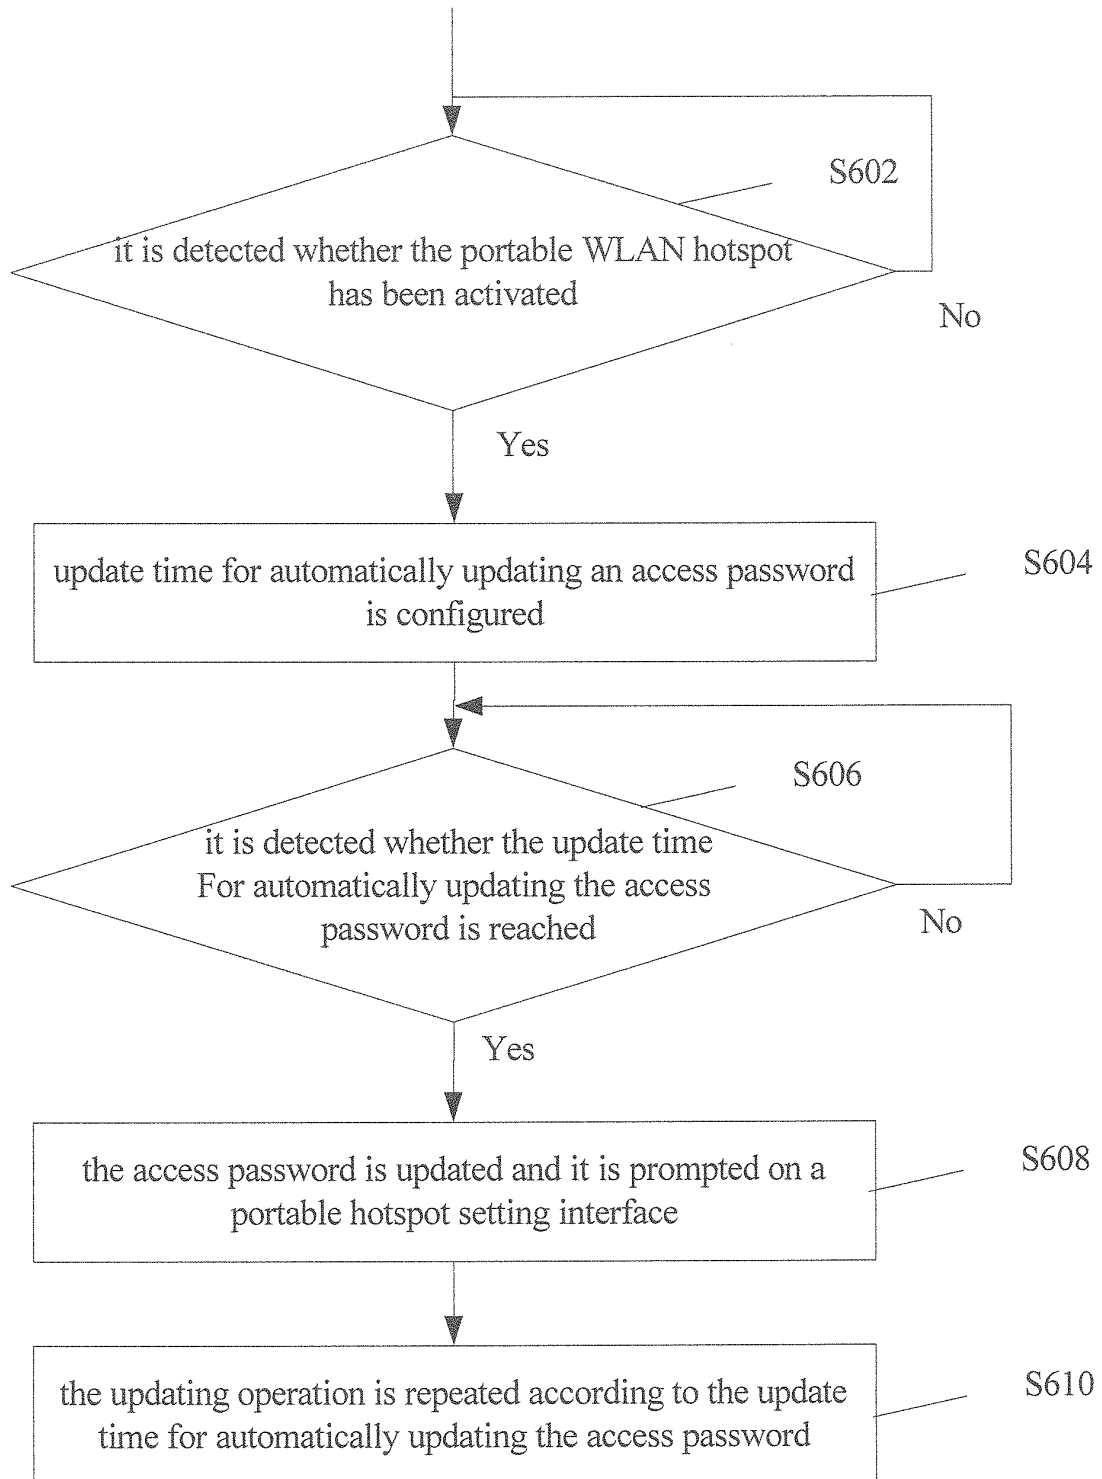 S602
it is detected whether the portable WLAN hotspot
has been activated
No
Yes
update time for automatically updating an access password
is configured
S604
S606
it is detected whether the update time
For automatically updating the access
password is reached
No
Yes
the access password is updated and it is prompted on a
portable hotspot setting interface
S608
the updating operation is repeated according to the update
time for automatically updating the access password
S610